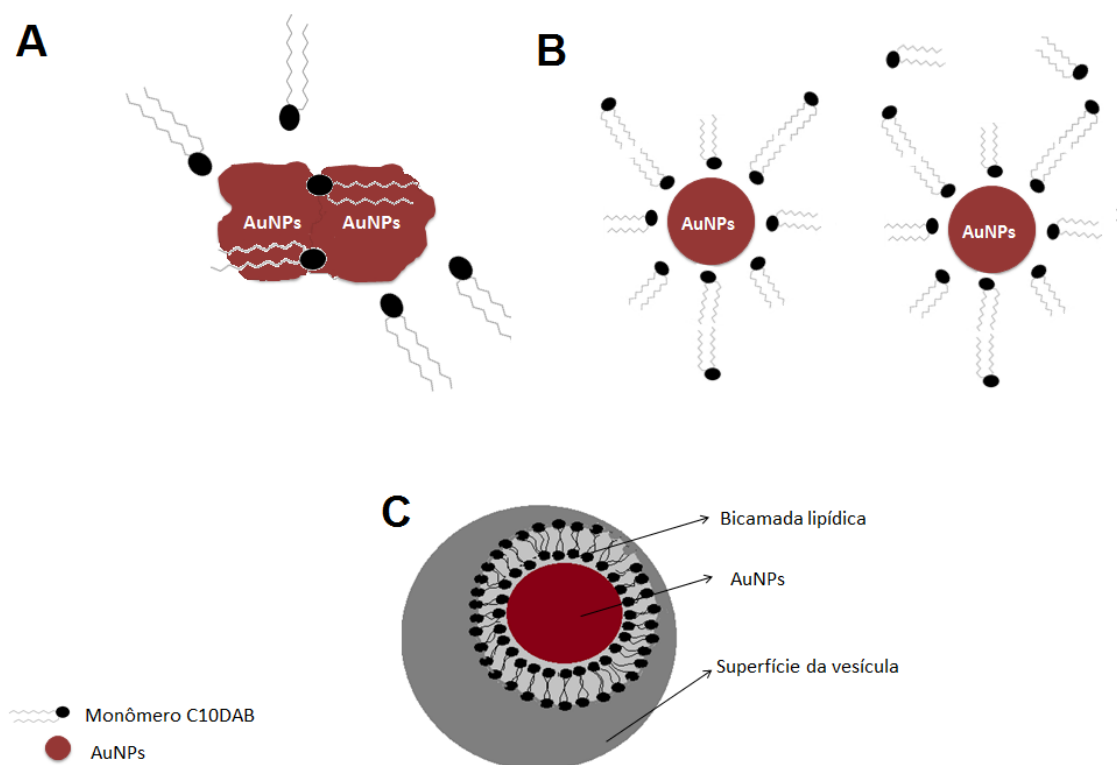 A
B
AuNPs
AuNPs
AuNPs
AuNPs
C
Bicamada lipídica
AuNPs
Superfície da vesícula
Monômero C10DAB
AuNPs